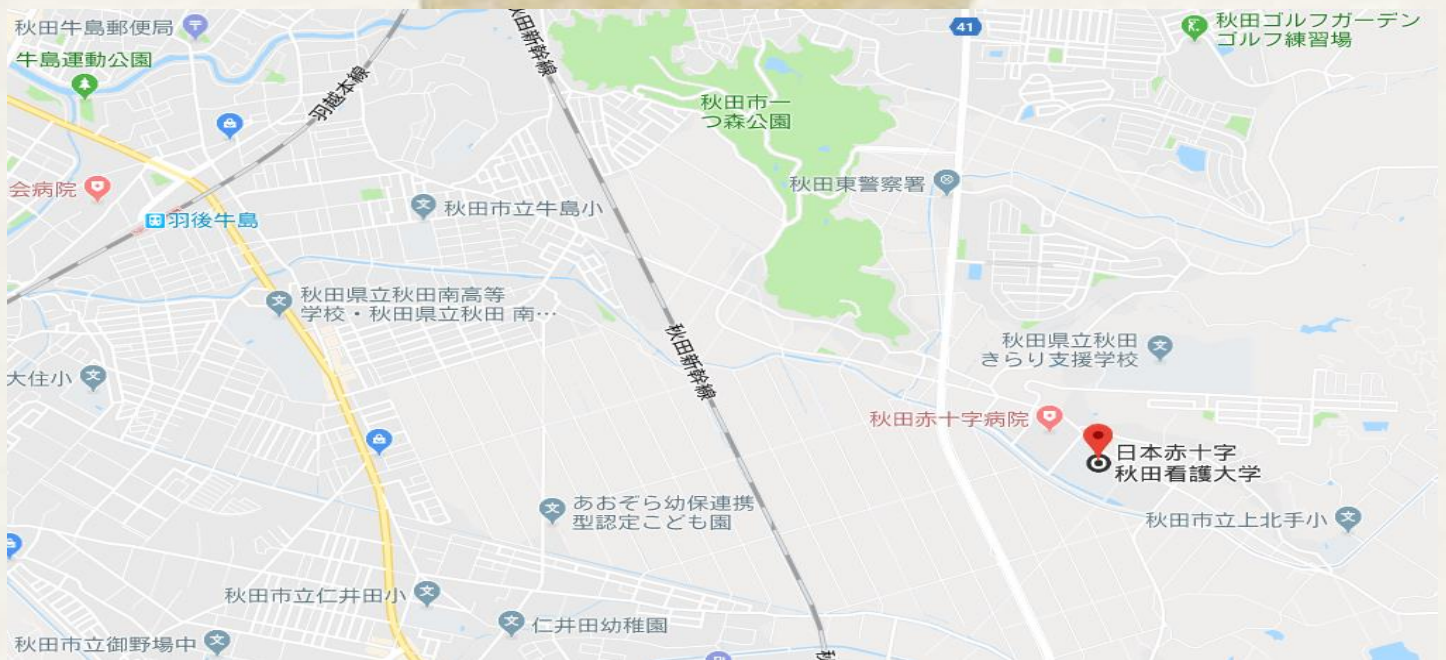 秋田牛島郵便局
牛島運動公園
羽越本線
秋田新幹線
41
秋田ゴルフガーデン
ゴルフ練習場
秋田市一
つ森公園
秋田東警察署
会病院
羽後牛島
秋田市立牛島小
秋田県立秋田南高等
学校・秋田県立秋田 南…
秋田新幹線
秋田県立秋田
きらり支援学校
大住小
秋田赤十字病院
日本赤十字
秋田看護大学
あおぞら幼保連携
型認定こども園
秋田市立上北手小
秋田市立仁井田小
仁井田幼稚園
秋田市立御野場中